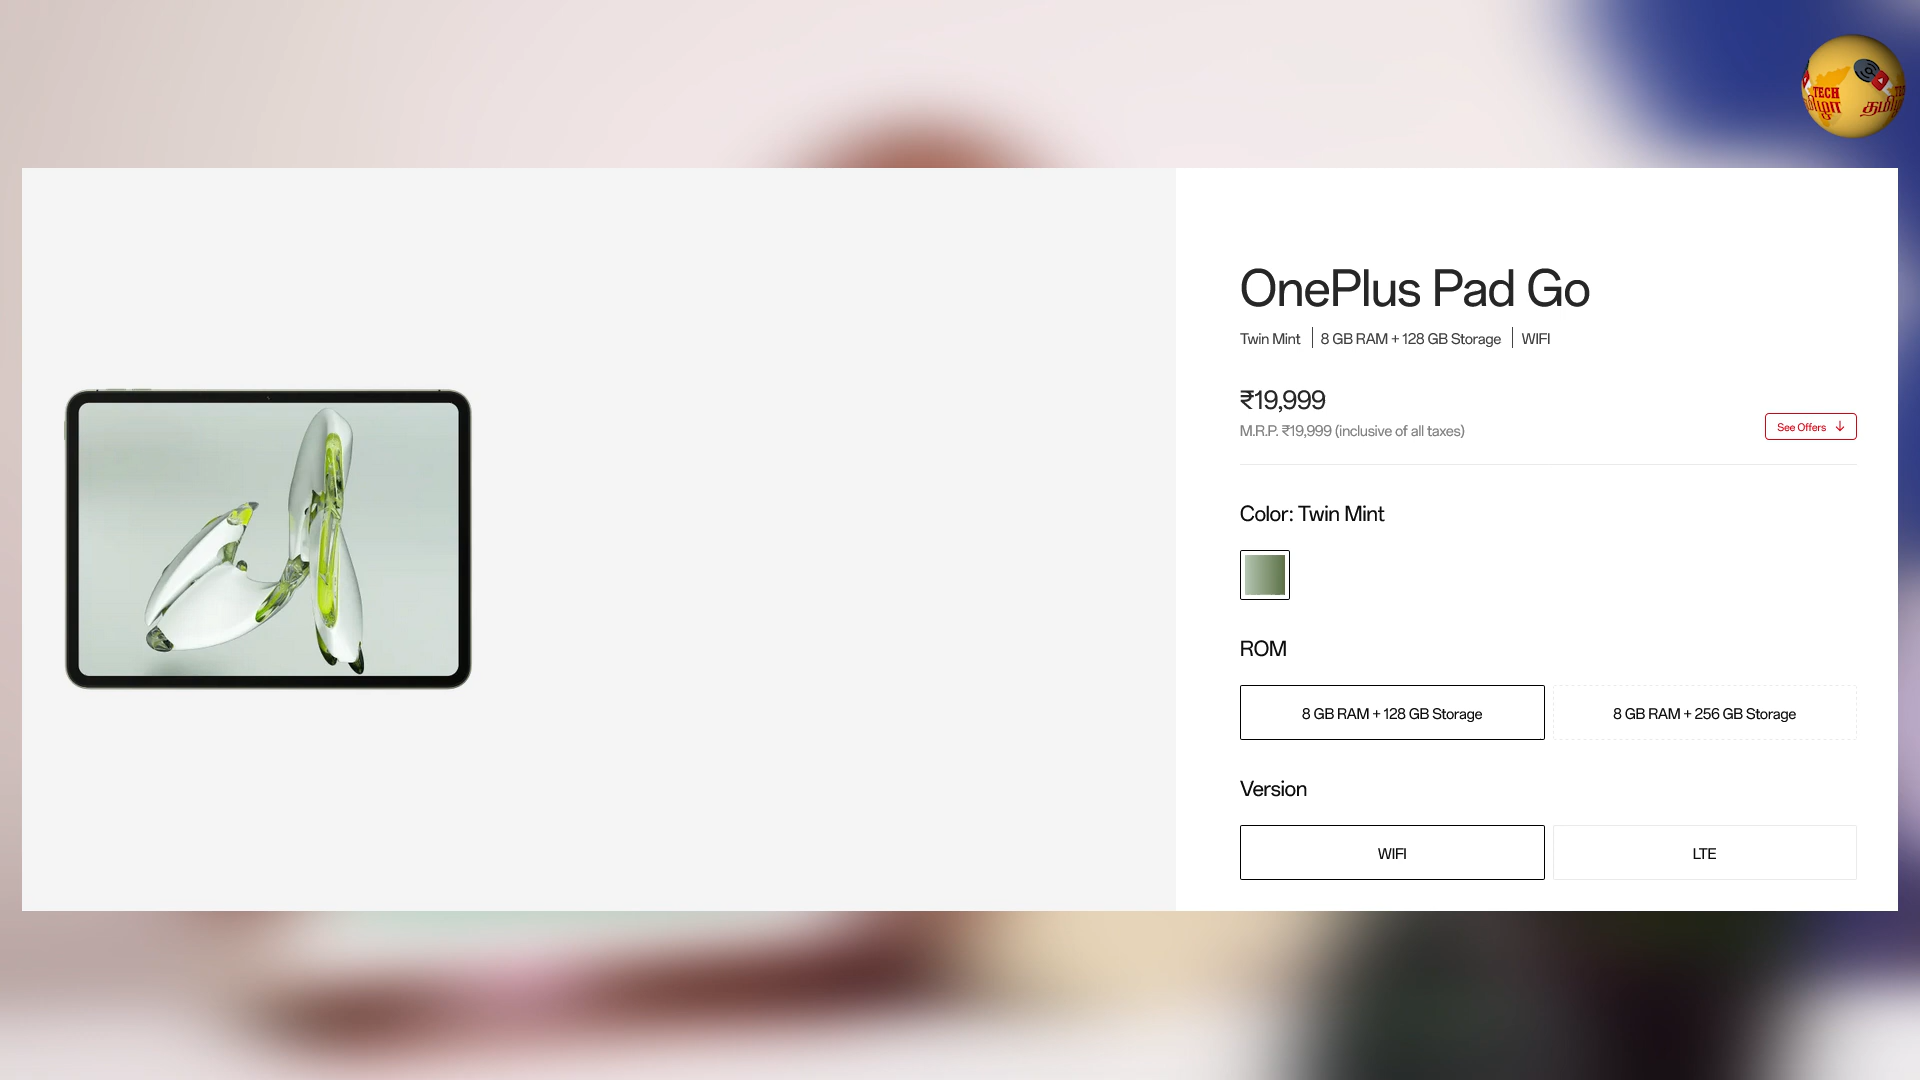 TECH
தமிழா
OnePlus Pad Go
Twin Mint | 8 GB RAM + 128 GB Storage | WIFI
₹19,999
M.R.P. ₹19,999 (inclusive of all taxes)
See Offers ↓
Color: Twin Mint
ROM
8 GB RAM + 128 GB Storage
8 GB RAM + 256 GB Storage
Version
WIFI
LTE